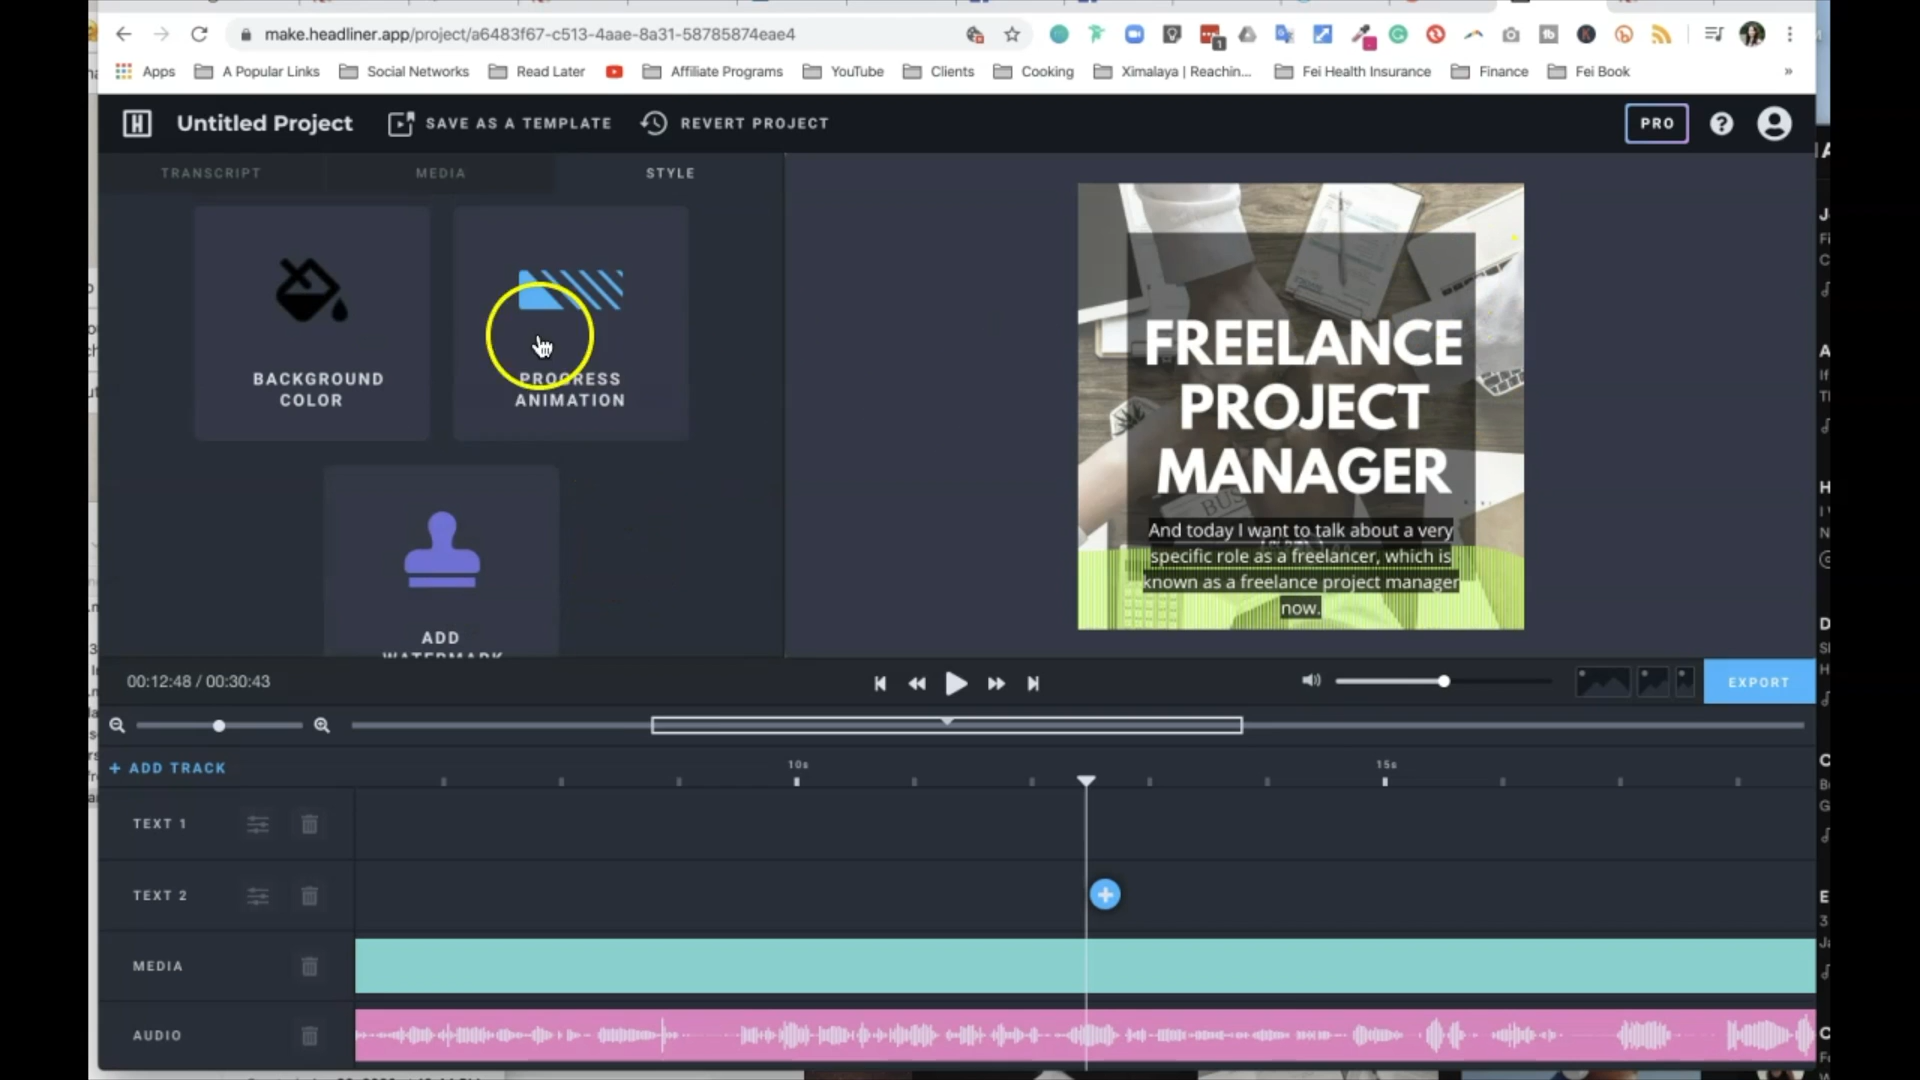 make.headliner.app/project/a6483f67-c513-4aae-8a31-58785874eae4
Apps A Popular Links Social Networks Read Later Affiliate Programs YouTube Clients Cooking Ximalaya | Reachin... Fei Health Insurance Finance Fei Book »
Untitled Project SAVE AS A TEMPLATE REVERT PROJECT PRO ?
TRANSCRIPT MEDIA STYLE
BACKGROUND
COLOR
PROGRESS
ANIMATION
ADD
WATERMARK
FREELANCE
PROJECT
MANAGER
And today I want to talk about a very
specific role as a freelancer, which is
known as a freelance project manager
now.
00:12:48 / 00:30:43
EXPORT
+ ADD TRACK
10s 15s
TEXT 1
TEXT 2
MEDIA
AUDIO